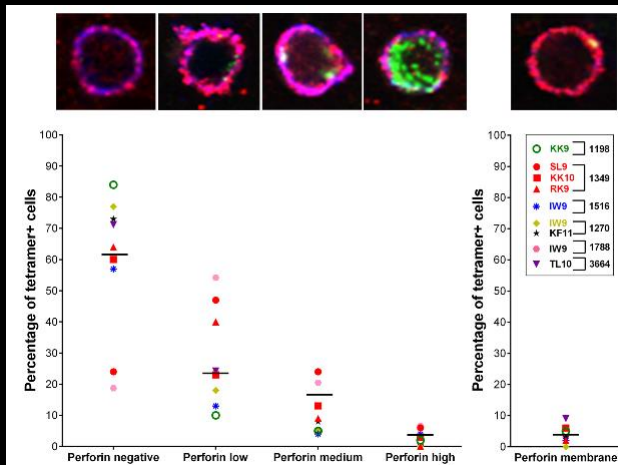 Percentage of tetramer+ cells
100
90
80
70
60
50
40
30
20
10
0
Perforin negative
Perforin low
Perforin medium
Perforin high
Percentage of tetramer+ cells
100
90
80
70
60
50
40
30
20
10
0
KK9 1198
SL9
KK10 1349
RK9
IW9 1516
IW9 1270
KF11
IW9 1788
TL10 3664
Perforin membrane